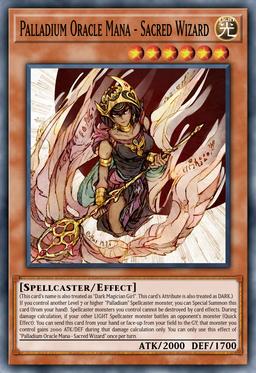 PALLADIUM ORACLE MANA - SACRED WIZARD
LIGHT
光
[SPELLCASTER/EFFECT]
(This card's name is also treated as "Dark Magician Girl". This card's Attribute is also treated as DARK.)
If you control another Level 7 or higher "Palladium" Spellcaster monster, you can Special Summon this
card (from your hand). Spellcaster monsters you control cannot be destroyed by card effects. During
damage calculation, if your other LIGHT Spellcaster monster battles an opponent's monster (Quick
Effect): You can send this card from your hand or face-up from your field to the GY; that monster you
control gains 2000 ATK/DEF during that damage calculation only. You can only use this effect of
"Palladium Oracle Mana - Sacred Wizard" once per turn.
ATK/2000 DEF/1700